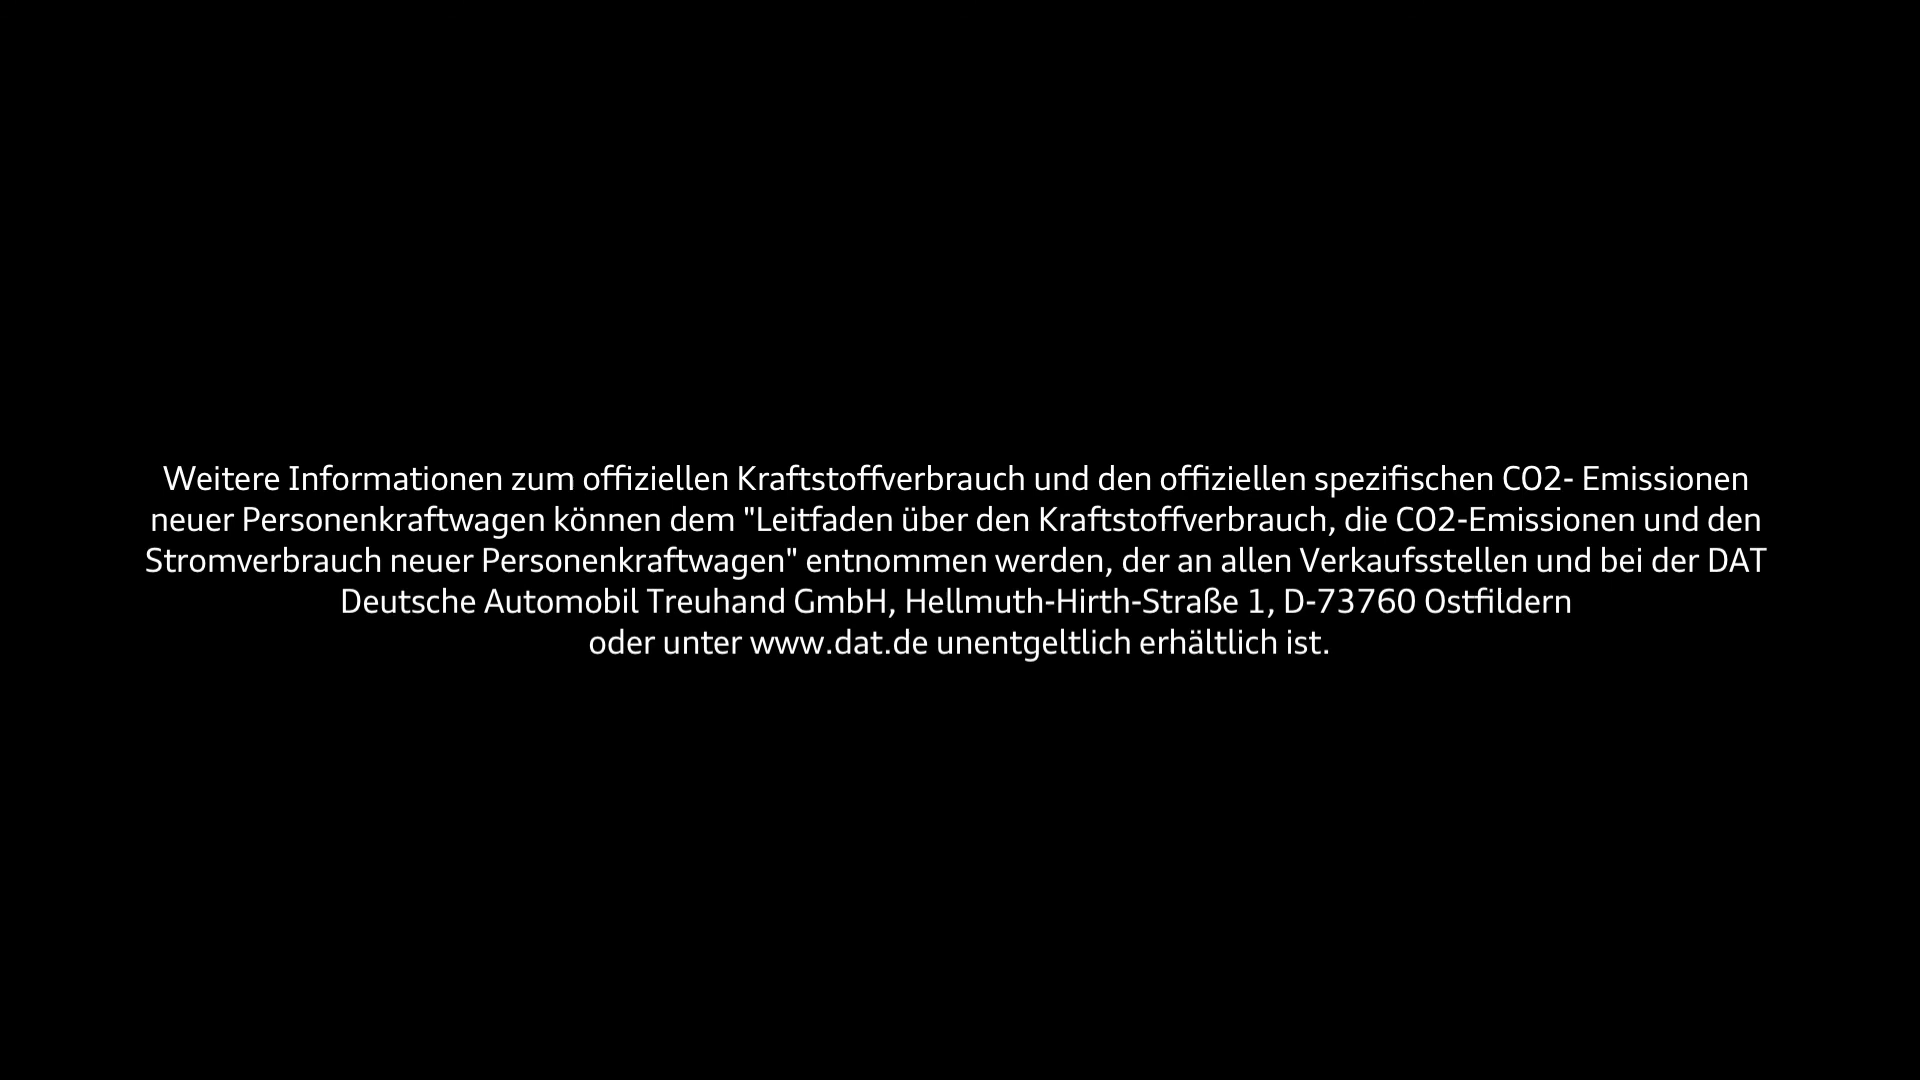 Weitere Informationen zum offiziellen Kraftstoffverbrauch und den offiziellen spezifischen CO2- Emissionen
neuer Personenkraftwagen können dem "Leitfaden über den Kraftstoffverbrauch, die CO2-Emissionen und den
Stromverbrauch neuer Personenkraftwagen" entnommen werden, der an allen Verkaufsstellen und bei der DAT
Deutsche Automobil Treuhand GmbH, Hellmuth-Hirth-Straße 1, D-73760 Ostfildern
oder unter www.dat.de unentgeltlich erhältlich ist.